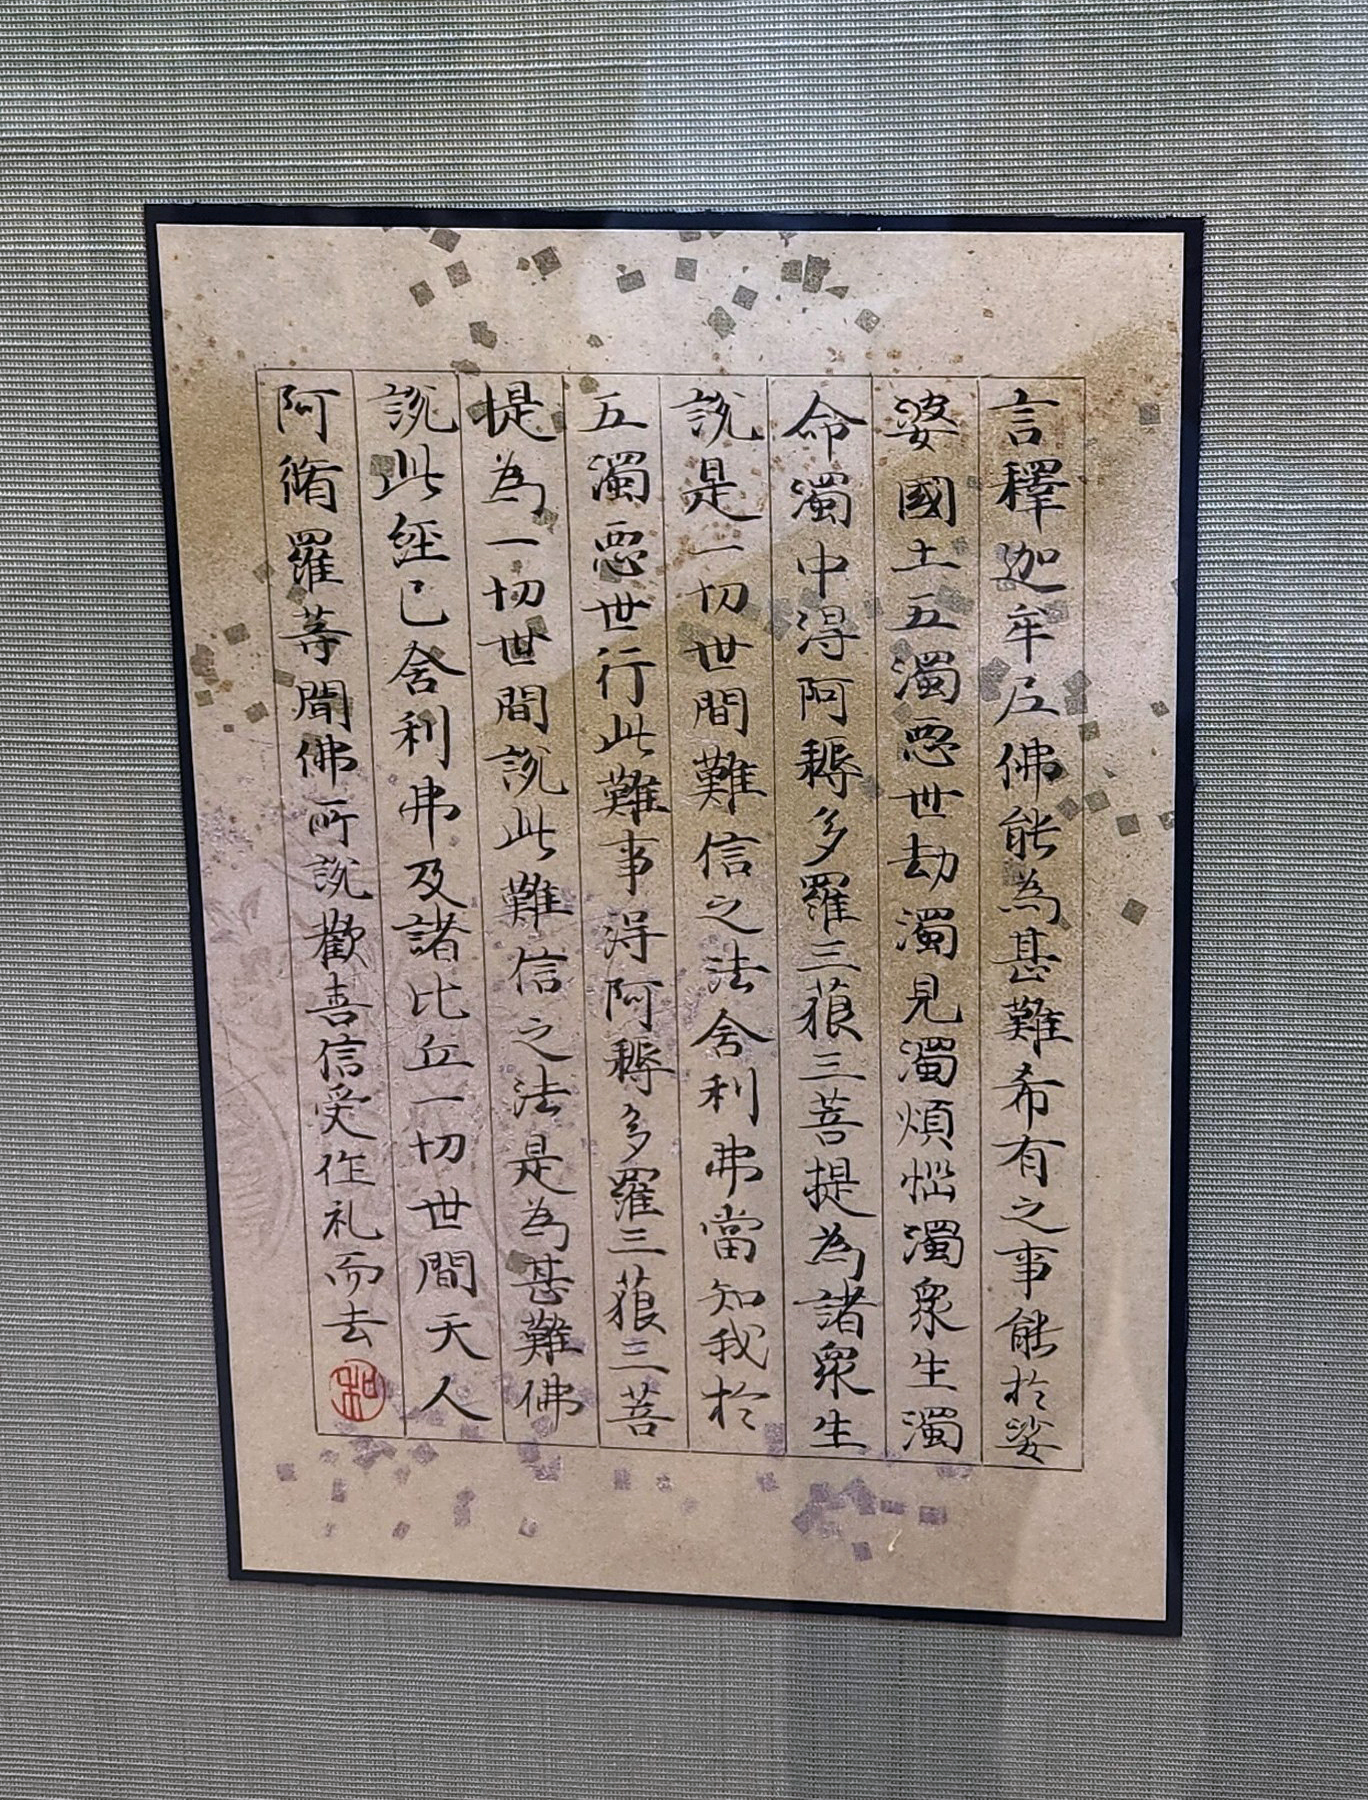 言釋迦牟尼佛能為甚難希有之事能於娑
婆國土五濁惡世劫濁見濁煩惱濁衆生濁
命濁中得阿耨多羅三藐三菩提為諸衆生
說是一切世間難信之法舍利弗當知我於
五濁惡世行此難事得阿耨多羅三藐三菩
提為一切世間說此難信之法是為甚難佛
說此經已舍利弗及諸比丘一切世間天人
阿脩羅等聞佛所說歡喜信受作礼而去
和